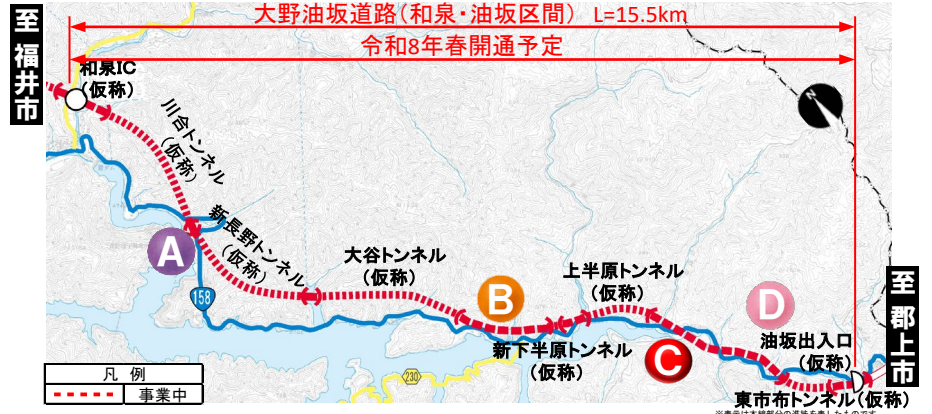 大野油坂道路（和泉・油坂区間） L=15.5km
令和8年春開通予定
至 福井市
和泉IC
（仮称）
川合トンネル
（仮称）
新長野トンネル
（仮称）
A
158
大谷トンネル
（仮称）
B
上半原トンネル
（仮称）
新下半原トンネル
（仮称）
C
D
油坂出入口
（仮称）
東市布トンネル（仮称）
至 郡上市
230
N
凡 例
事業中